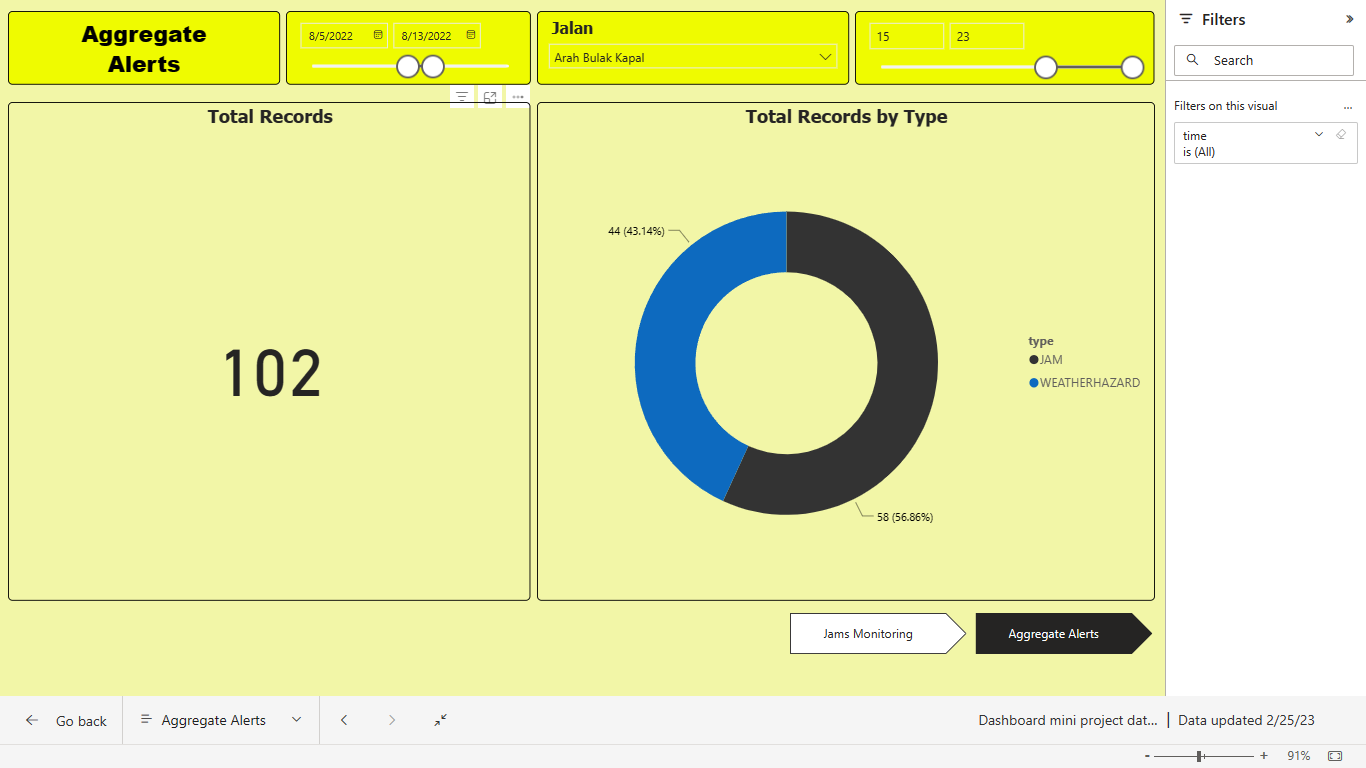 Aggregate
Alerts
8/5/2022
8/13/2022
Jalan
Arah Bulak Kapal
15
23
Total Records
102
Total Records by Type
44 (43.14%)
58 (56.86%)
type
JAM
WEATHERHAZARD
Jams Monitoring
Aggregate Alerts
Filters
Search
Filters on this visual
...
time
is (All)
Go back
Aggregate Alerts
Dashboard mini project dat... | Data updated 2/25/23
- + 91%